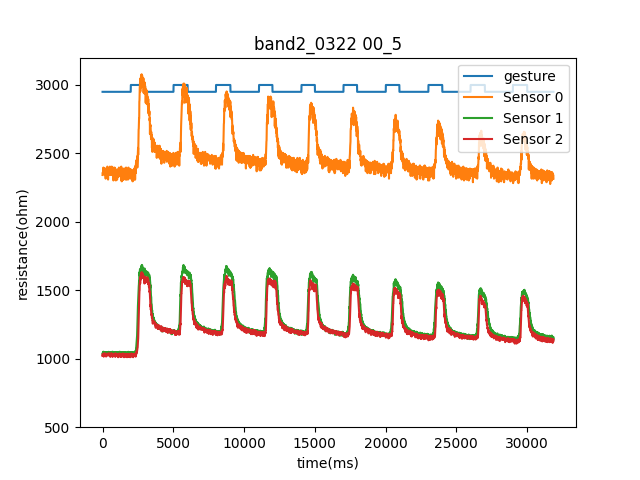 band2_0322 00_5
gesture
Sensor 0
Sensor 1
Sensor 2
3000
2500
2000
1500
1000
500
resistance(ohm)
0
5000
10000
15000
20000
25000
30000
time(ms)